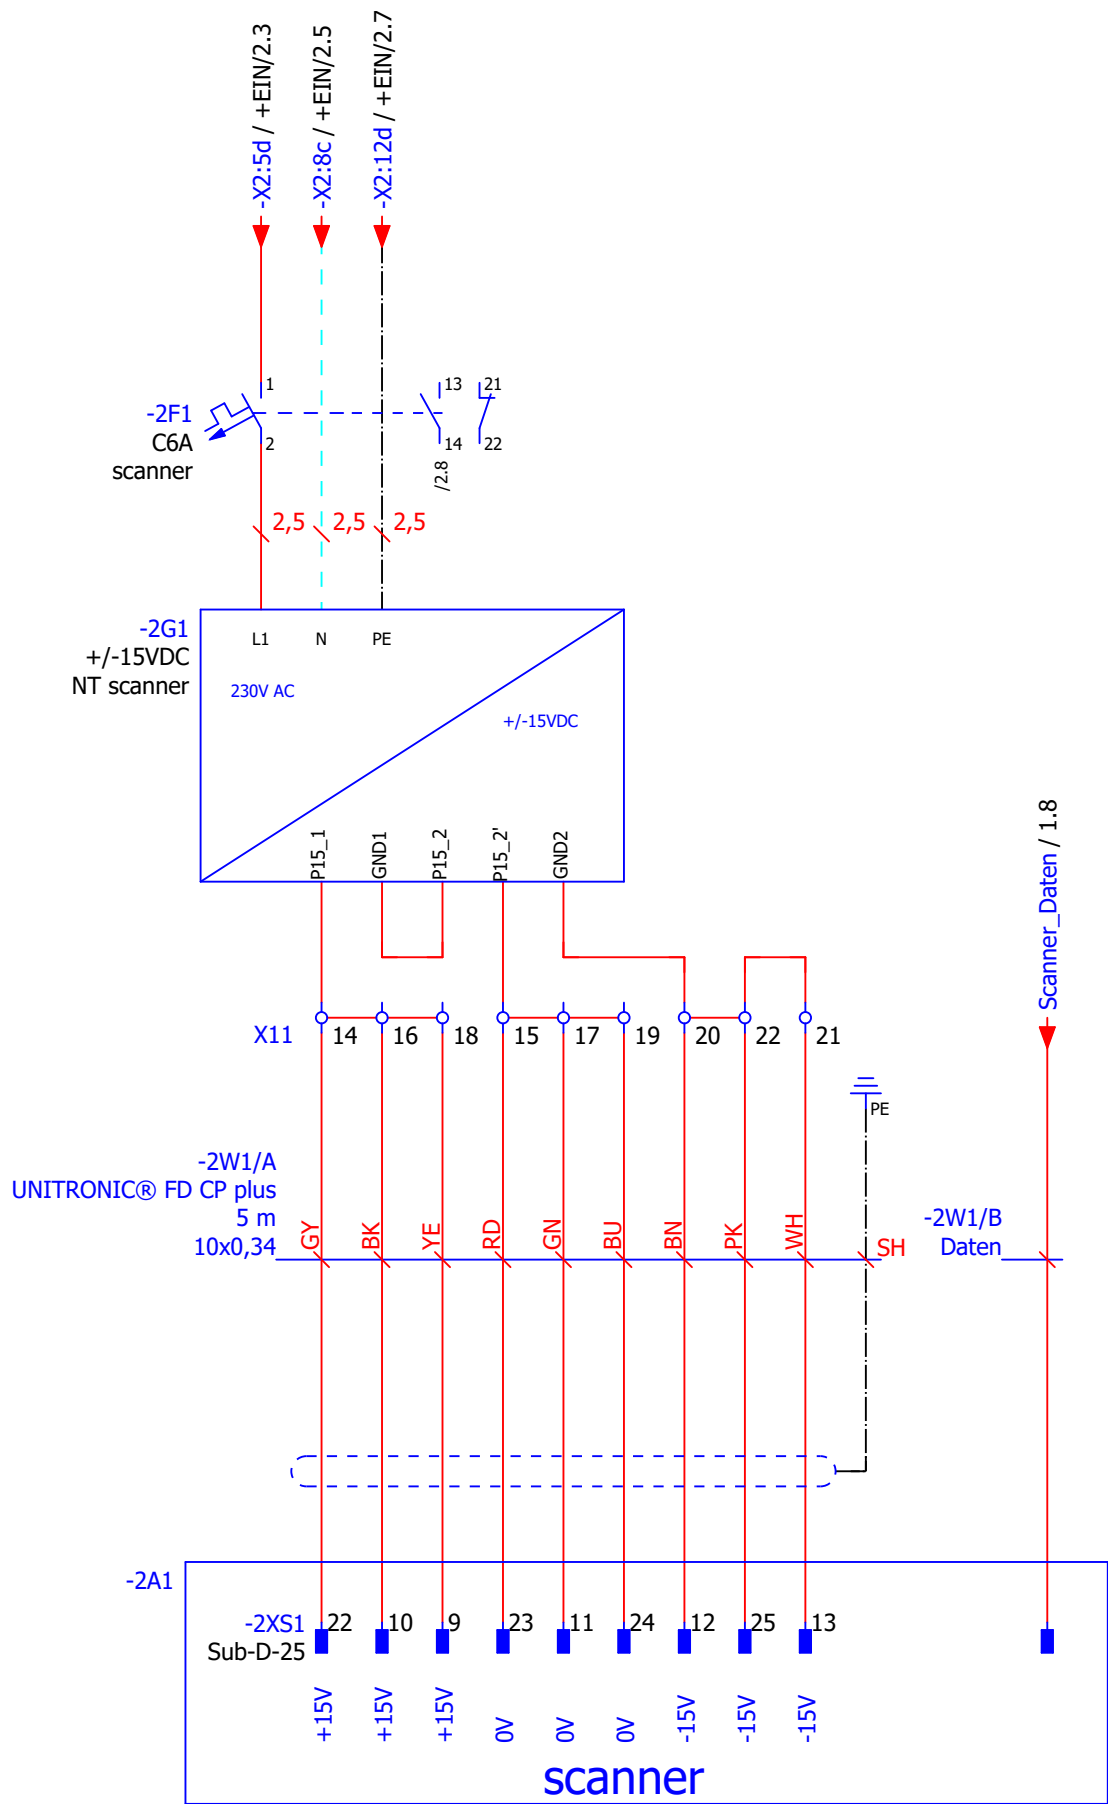 -X2:5d / +EIN/2.3
-X2:8c / +EIN/2.5
-X2:12d / +EIN/2.7
-2F1
C6A
scanner
1
2
13
14
/2.8
21
22
2,5
2,5
2,5
-2G1
+/-15VDC
NT scanner
L1 N PE
230V AC
+/-15VDC
P15_1
GND1
P15_2
P15_2'
GND2
Scanner_Daten / 1.8
X11 14 16 18 15 17 19 20 22 21
PE
-2W1/A
UNITRONIC® FD CP plus
5 m
10x0,34
GY
BK
YE
RD
GN
BU
BN
PK
WH
SH
-2W1/B
Daten
-2A1
-2XS1
Sub-D-25
22 10 9 23 11 24 12 25 13
+15V
+15V
+15V
0V
0V
0V
-15V
-15V
-15V
scanner